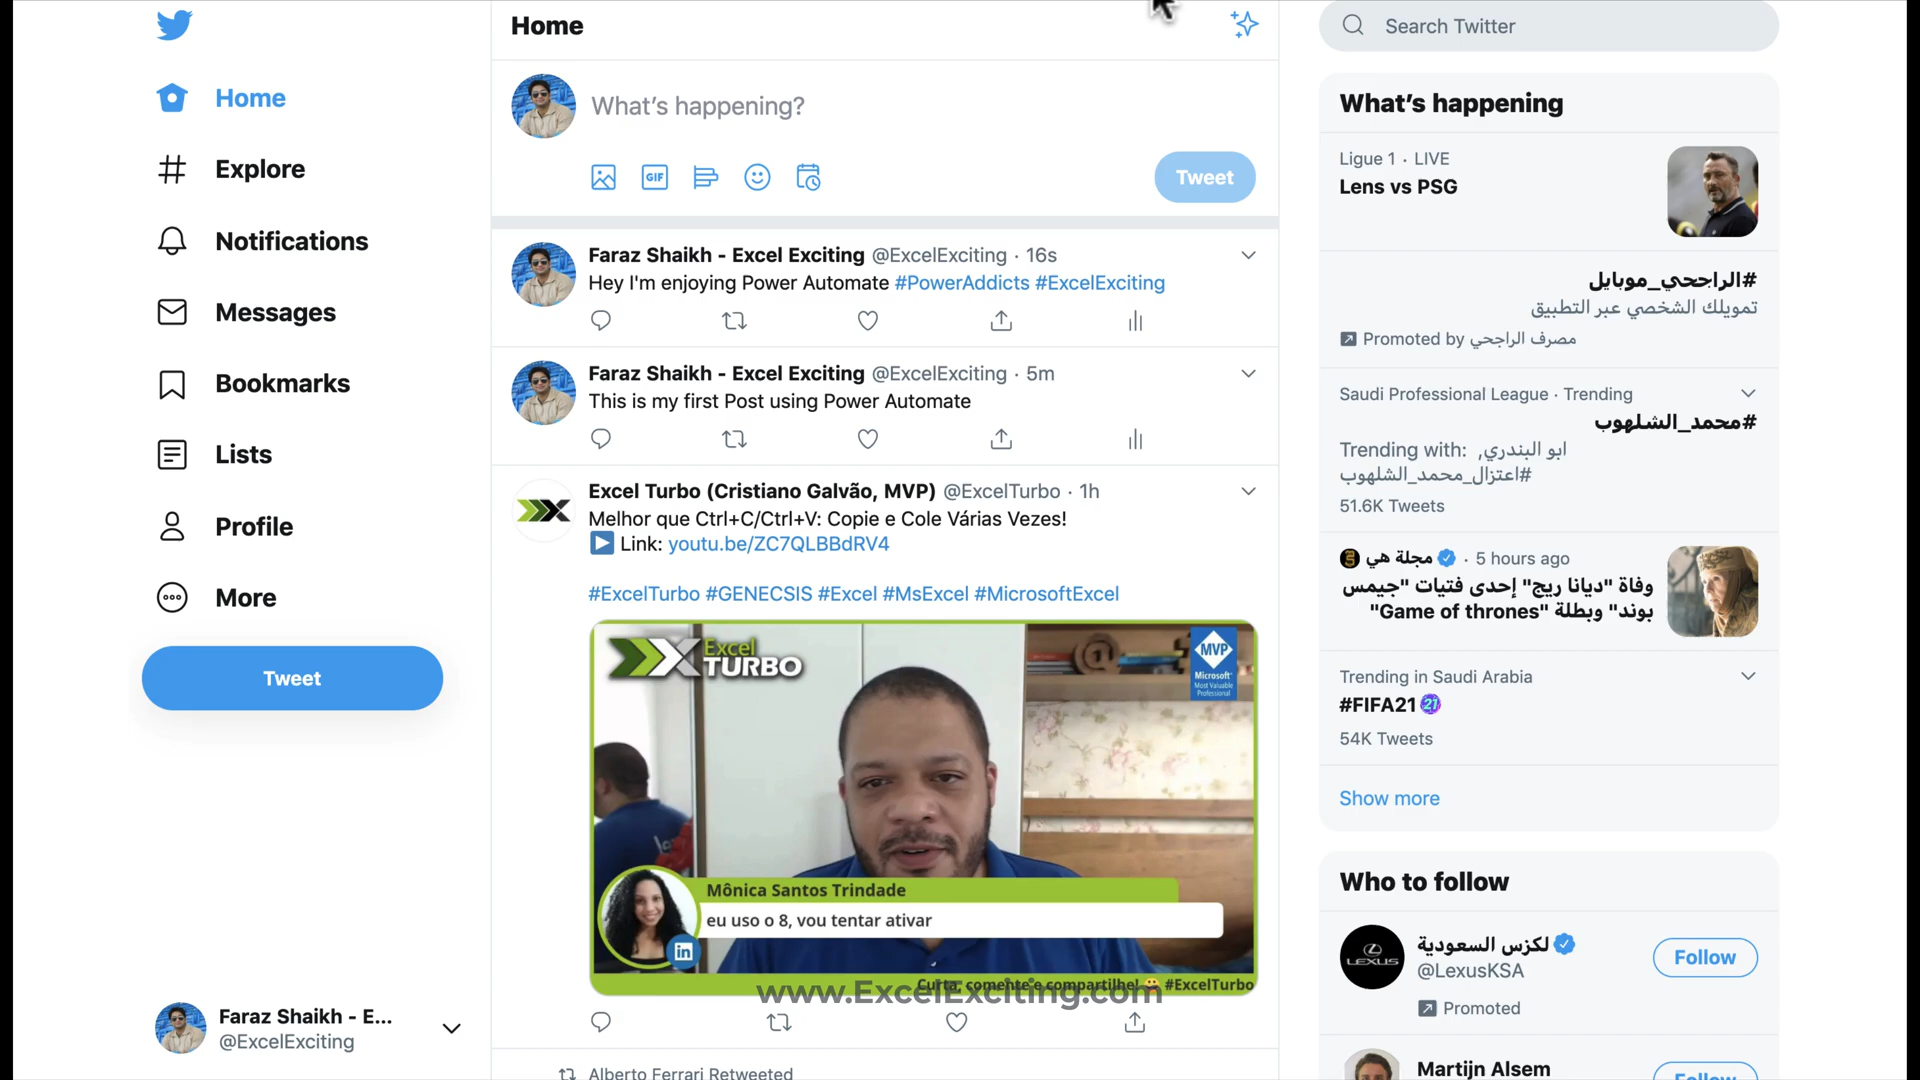 Home
Explore
Notifications
Messages
Bookmarks
Lists
Profile
More
Tweet
Faraz Shaikh - E...
@ExcelExciting
Home
What's happening?
GIF
Tweet
Faraz Shaikh - Excel Exciting @ExcelExciting · 16s
Hey I'm enjoying Power Automate #PowerAddicts #ExcelExciting
Faraz Shaikh - Excel Exciting @ExcelExciting · 5m
This is my first Post using Power Automate
Excel Turbo (Cristiano Galvão, MVP) @ExcelTurbo · 1h
Melhor que Ctrl+C/Ctrl+V: Copie e Cole Várias Vezes!
Link: youtu.be/ZC7QLBBdRV4
#ExcelTurbo #GENECSIS #Excel #MsExcel #MicrosoftExcel
Excel
TURBO
MVP
Microsoft
Most Valuable
Professional
Mônica Santos Trindade
eu uso o 8, vou tentar ativar
in
Curta, comente e compartilhe! #ExcelTurbo
www.ExcelExciting.com
Alberto Ferrari Retweeted
Search Twitter
What's happening
Ligue 1 · LIVE
Lens vs PSG
#الراجحي_موبايل
تمويلك الشخصي عبر التطبيق
Promoted by مصرف الراجحي
Saudi Professional League · Trending
#محمد_الشلهوب
Trending with: ابو البندري,
#اعتزال_محمد_الشلهوب
51.6K Tweets
مجلة هي · 5 hours ago
وفاة "ديانا ريج" إحدى فتيات "جيمس
بوند" وبطلة "Game of thrones"
Trending in Saudi Arabia
#FIFA21 21
54K Tweets
Show more
Who to follow
LEXUS
لكزس السعودية
@LexusKSA
Follow
Promoted
Martijn Alsem
Follow